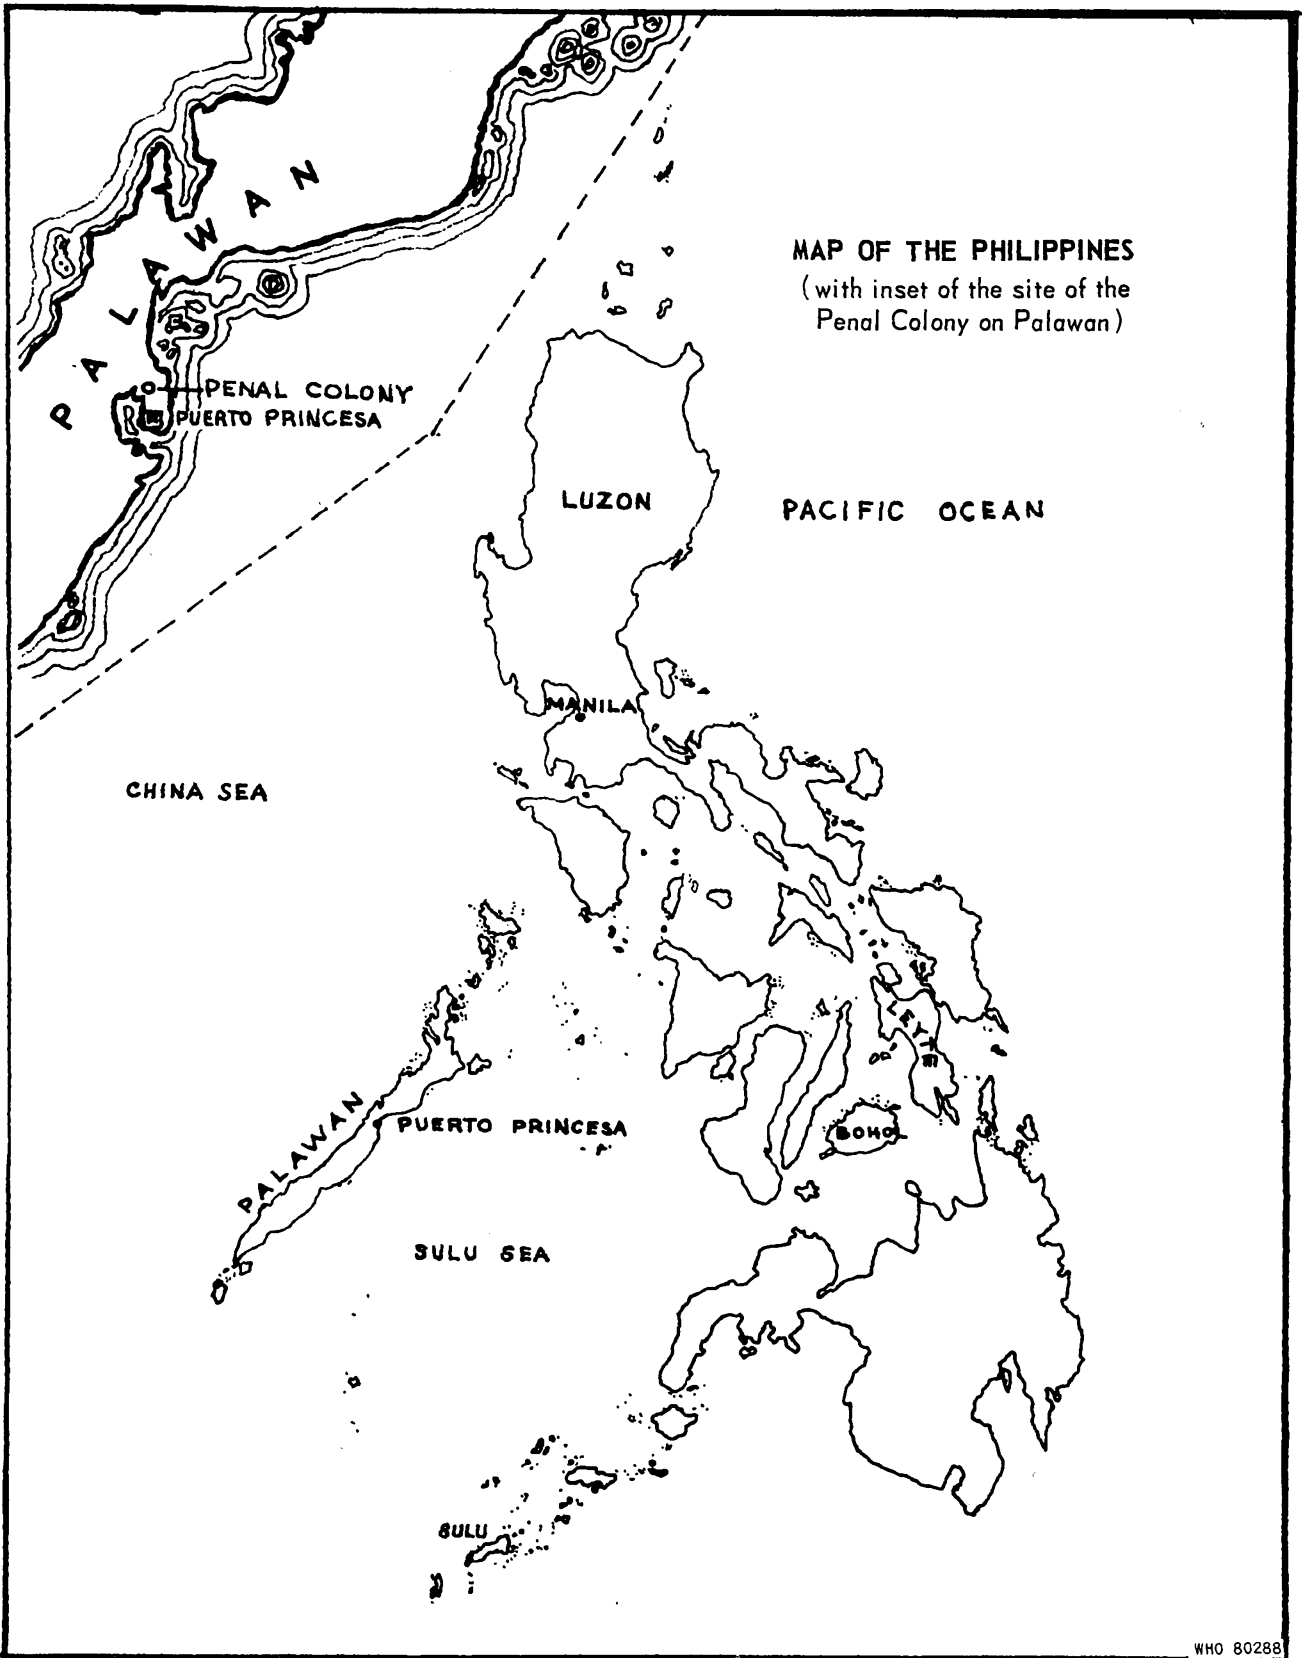 MAP OF THE PHILIPPINES
(with inset of the site of the
Penal Colony on Palawan)
PALAWAN
PENAL COLONY
PUERTO PRINCESA
LUZON
PACIFIC OCEAN
MANILA
CHINA SEA
LEYTE
PALAWAN
PUERTO PRINCESA
BOHOL
SULU SEA
SULU
WHO 80288